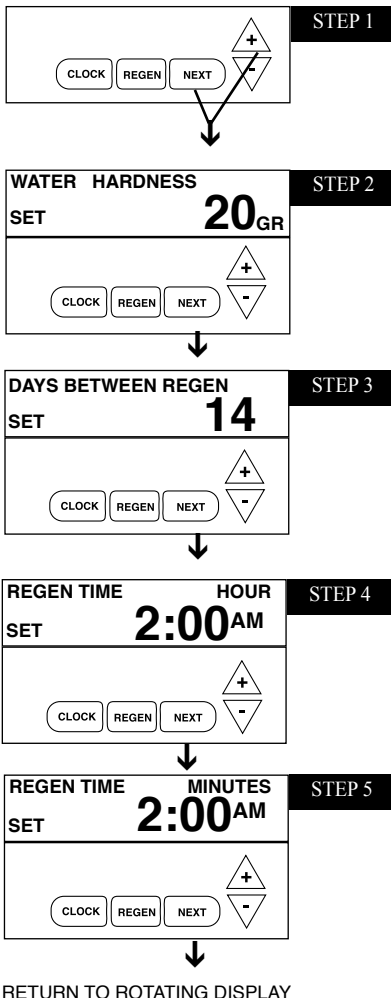 STEP 1
+
CLOCK REGEN NEXT -
WATER HARDNESS STEP 2
SET 20GR
+
CLOCK REGEN NEXT -
DAYS BETWEEN REGEN STEP 3
SET 14
+
CLOCK REGEN NEXT -
REGEN TIME HOUR STEP 4
SET 2:00AM
+
CLOCK REGEN NEXT -
REGEN TIME MINUTES STEP 5
SET 2:00AM
+
CLOCK REGEN NEXT -
RETURN TO ROTATING DISPLAY